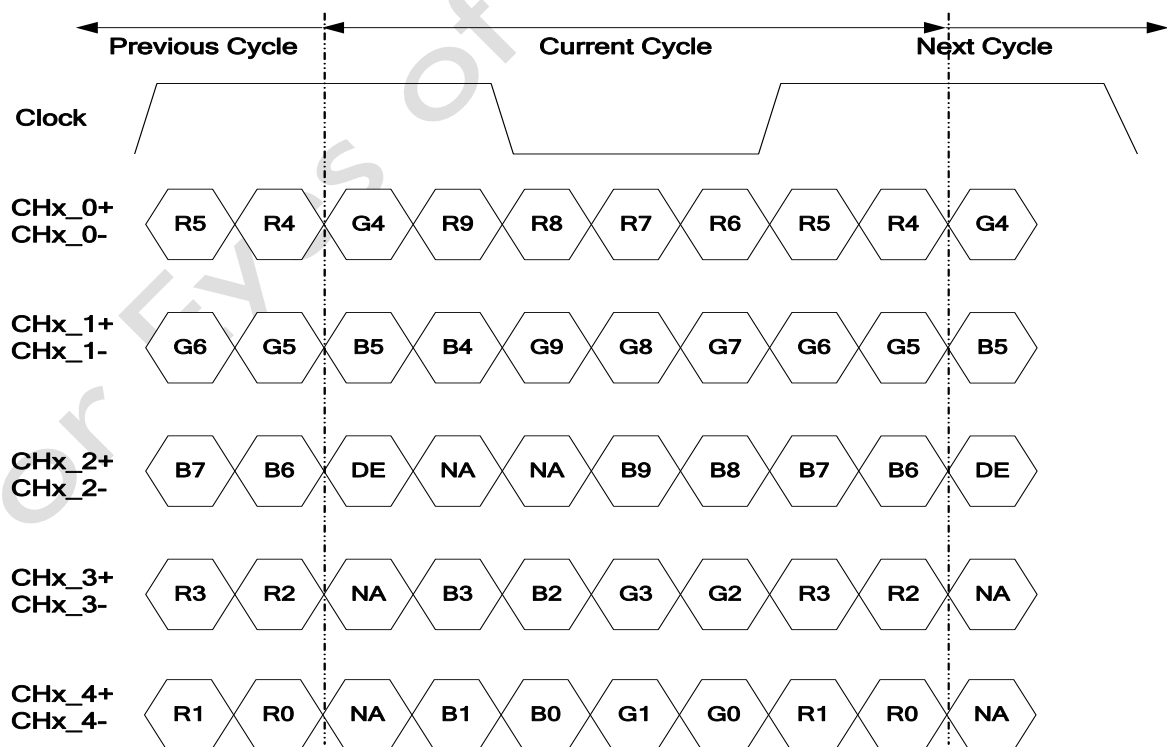 Previous Cycle Current Cycle Next Cycle
Clock
CHx_0+
CHx_0-
R5 R4 G4 R9 R8 R7 R6 R5 R4 G4
CHx_1+
CHx_1-
G6 G5 B5 B4 G9 G8 G7 G6 G5 B5
CHx_2+
CHx_2-
B7 B6 DE NA NA B9 B8 B7 B6 DE
CHx_3+
CHx_3-
R3 R2 NA B3 B2 G3 G2 R3 R2 NA
CHx_4+
CHx_4-
R1 R0 NA B1 B0 G1 G0 R1 R0 NA
or Eyes of